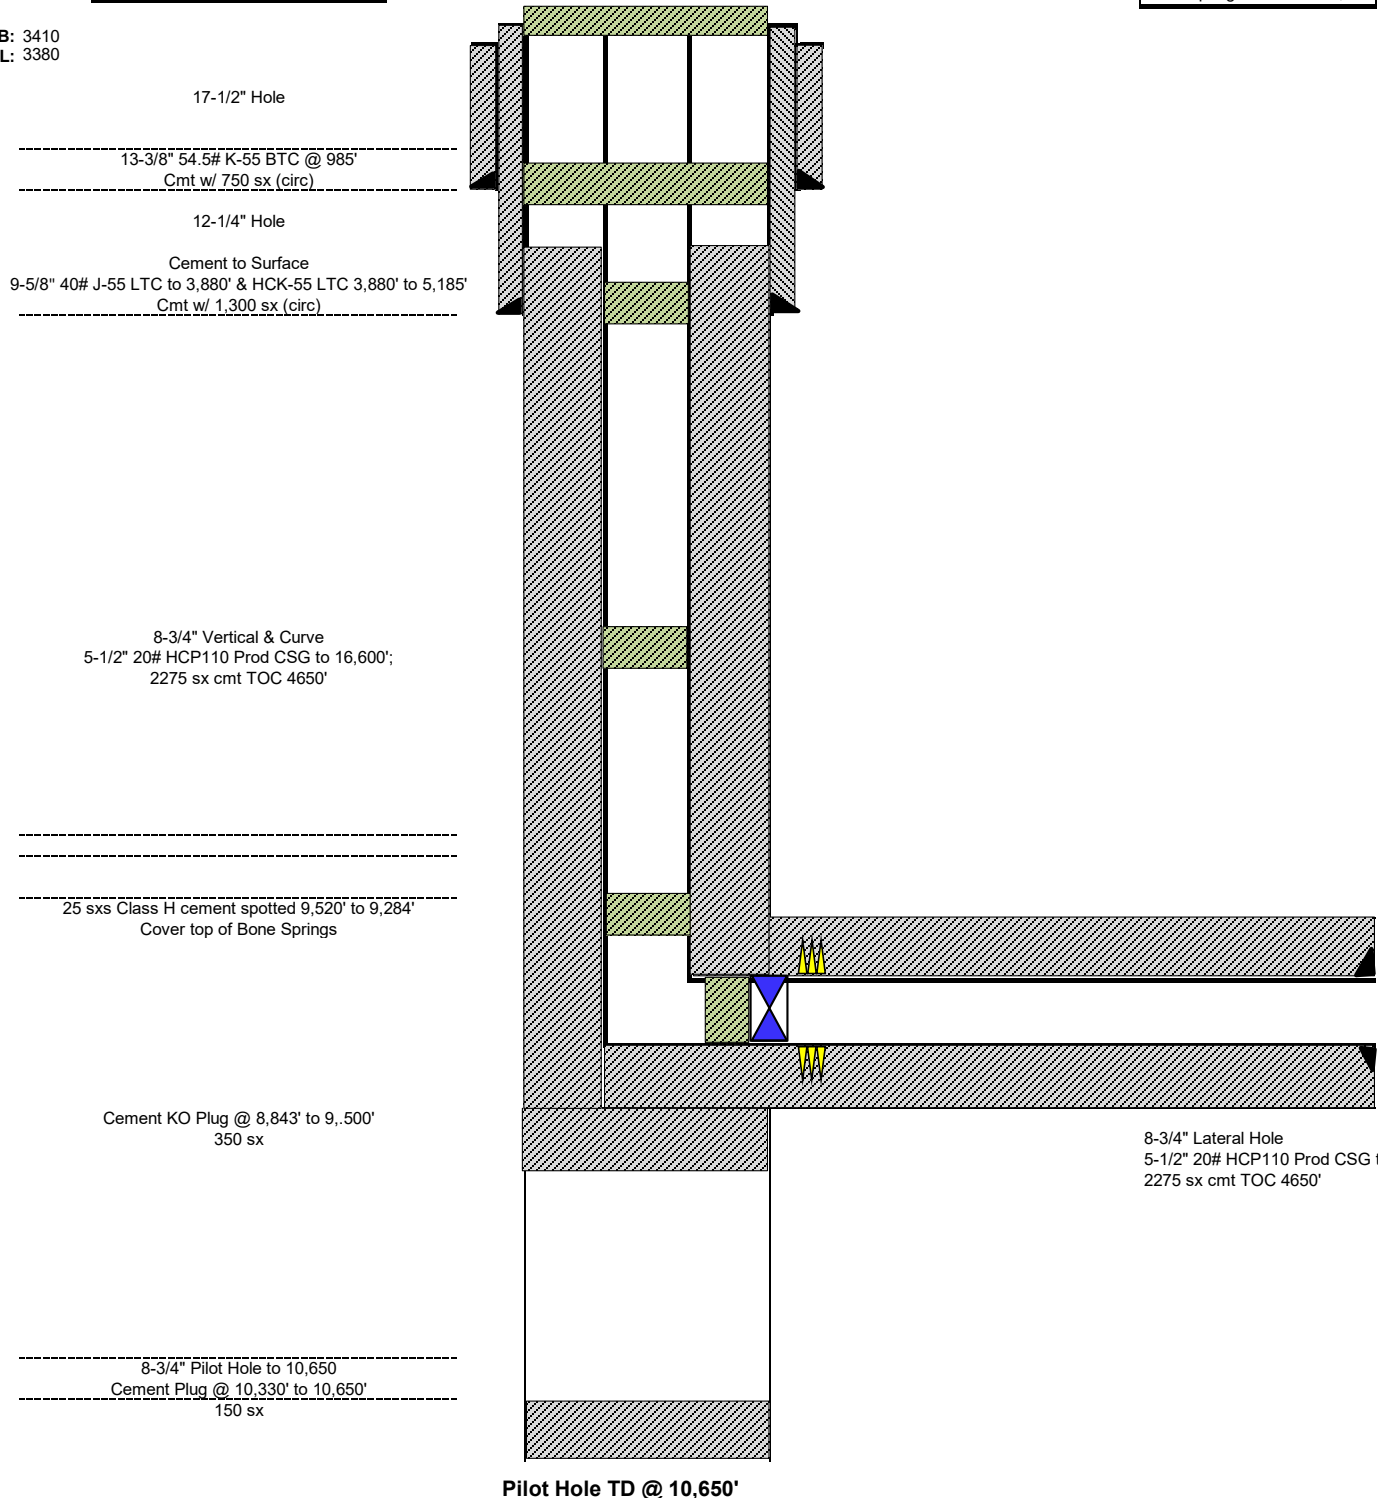 B: 3410
L: 3380
17-1/2" Hole
13-3/8" 54.5# K-55 BTC @ 985'
Cmt w/ 750 sx (circ)
12-1/4" Hole
Cement to Surface
9-5/8" 40# J-55 LTC to 3,880' & HCK-55 LTC 3,880' to 5,185'
Cmt w/ 1,300 sx (circ)
8-3/4" Vertical & Curve
5-1/2" 20# HCP110 Prod CSG to 16,600';
2275 sx cmt TOC 4650'
25 sxs Class H cement spotted 9,520' to 9,284'
Cover top of Bone Springs
Cement KO Plug @ 8,843' to 9,.500'
350 sx
8-3/4" Lateral Hole
5-1/2" 20# HCP110 Prod CSG
2275 sx cmt TOC 4650'
8-3/4" Pilot Hole to 10,650
Cement Plug @ 10,330' to 10,650'
150 sx
Pilot Hole TD @ 10,650'